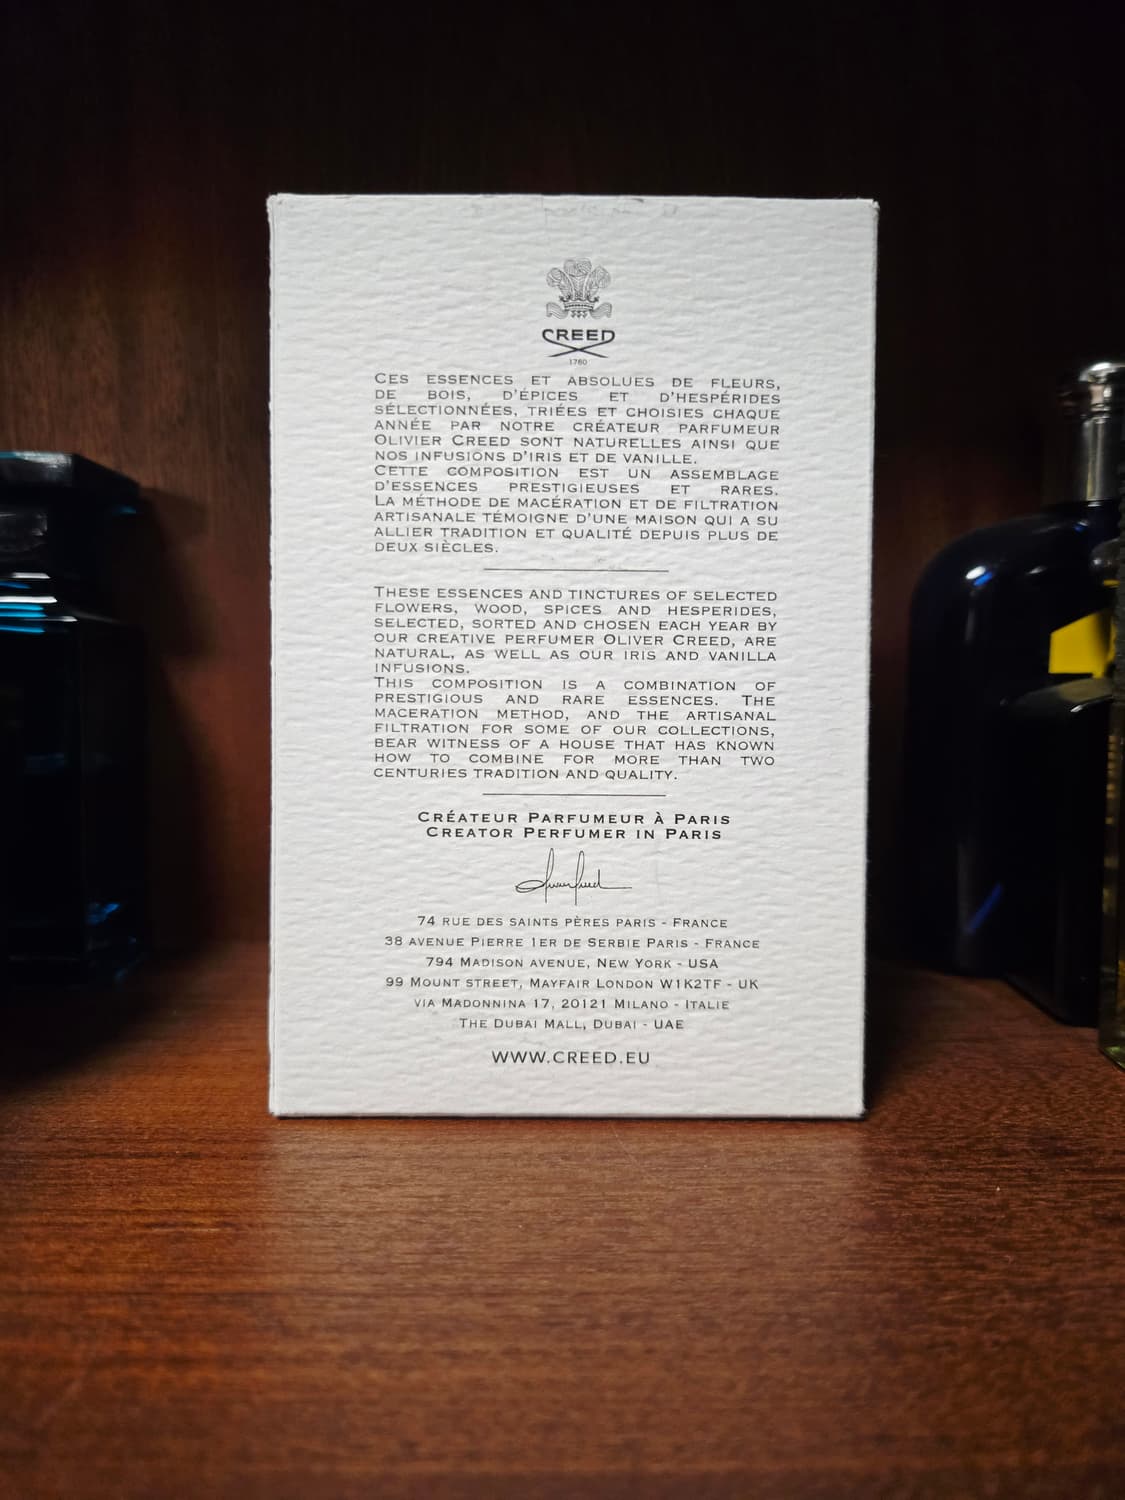 CREED
1760
CES ESSENCES ET ABSOLUES DE FLEURS,
DE BOIS, D'ÉPICES ET D'HESPÉRIDES
SÉLECTIONNÉES, TRIÉES ET CHOISIES CHAQUE
ANNÉE PAR NOTRE CRÉATEUR PARFUMEUR
OLIVIER CREED SONT NATURELLES AINSI QUE
NOS INFUSIONS D'IRIS ET DE VANILLE.
CETTE COMPOSITION EST UN ASSEMBLAGE
D'ESSENCES PRESTIGIEUSES ET RARES.
LA MÉTHODE DE MACÉRATION ET DE FILTRATION
ARTISANALE TÉMOIGNE D'UNE MAISON QUI A SU
ALLIER TRADITION ET QUALITÉ DEPUIS PLUS DE
DEUX SIÈCLES.
THESE ESSENCES AND TINCTURES OF SELECTED
FLOWERS, WOOD, SPICES AND HESPERIDES,
SELECTED, SORTED AND CHOSEN EACH YEAR BY
OUR CREATIVE PERFUMER OLIVER CREED, ARE
NATURAL, AS WELL AS OUR IRIS AND VANILLA
INFUSIONS.
THIS COMPOSITION IS A COMBINATION OF
PRESTIGIOUS AND RARE ESSENCES. THE
MACERATION METHOD, AND THE ARTISANAL
FILTRATION FOR SOME OF OUR COLLECTIONS,
BEAR WITNESS OF A HOUSE THAT HAS KNOWN
HOW TO COMBINE FOR MORE THAN TWO
CENTURIES TRADITION AND QUALITY.
CRÉATEUR PARFUMEUR À PARIS
CREATOR PERFUMER IN PARIS
74 RUE DES SAINTS PÈRES PARIS - FRANCE
38 AVENUE PIERRE 1ER DE SERBIE PARIS - FRANCE
794 MADISON AVENUE, NEW YORK - USA
99 MOUNT STREET, MAYFAIR LONDON W1K2TF - UK
VIA MADONNINA 17, 20121 MILANO - ITALIE
THE DUBAI MALL, DUBAI - UAE
WWW.CREED.EU